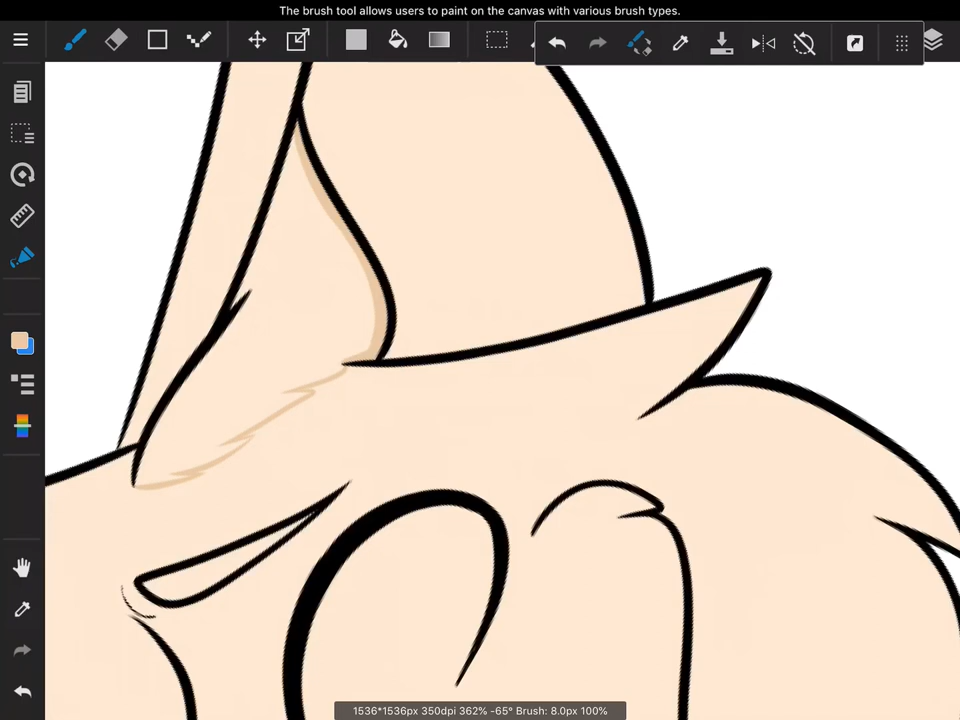 The brush tool allows users to paint on the canvas with various brush types.
1536*1536px 350dpi 362% -65° Brush: 8.0px 100%